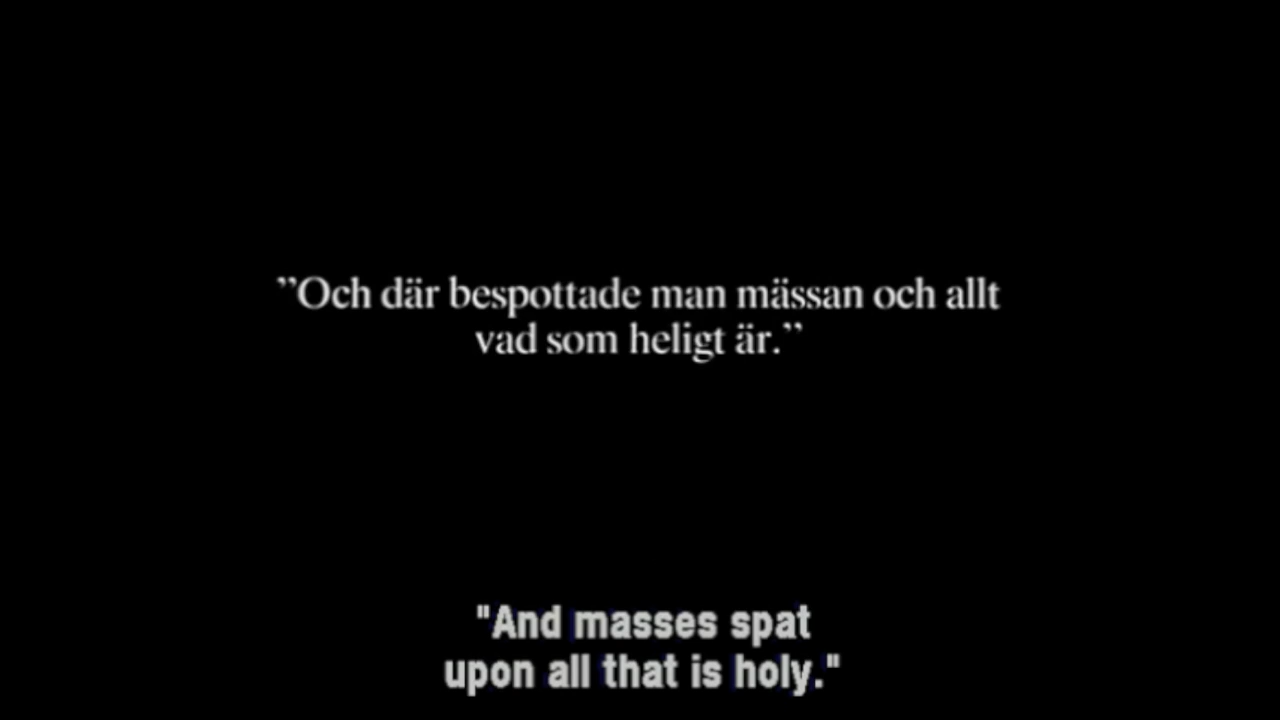 ”Och där bespottade man mässan och allt
vad som heligt är.”
"And masses spat
upon all that is holy."